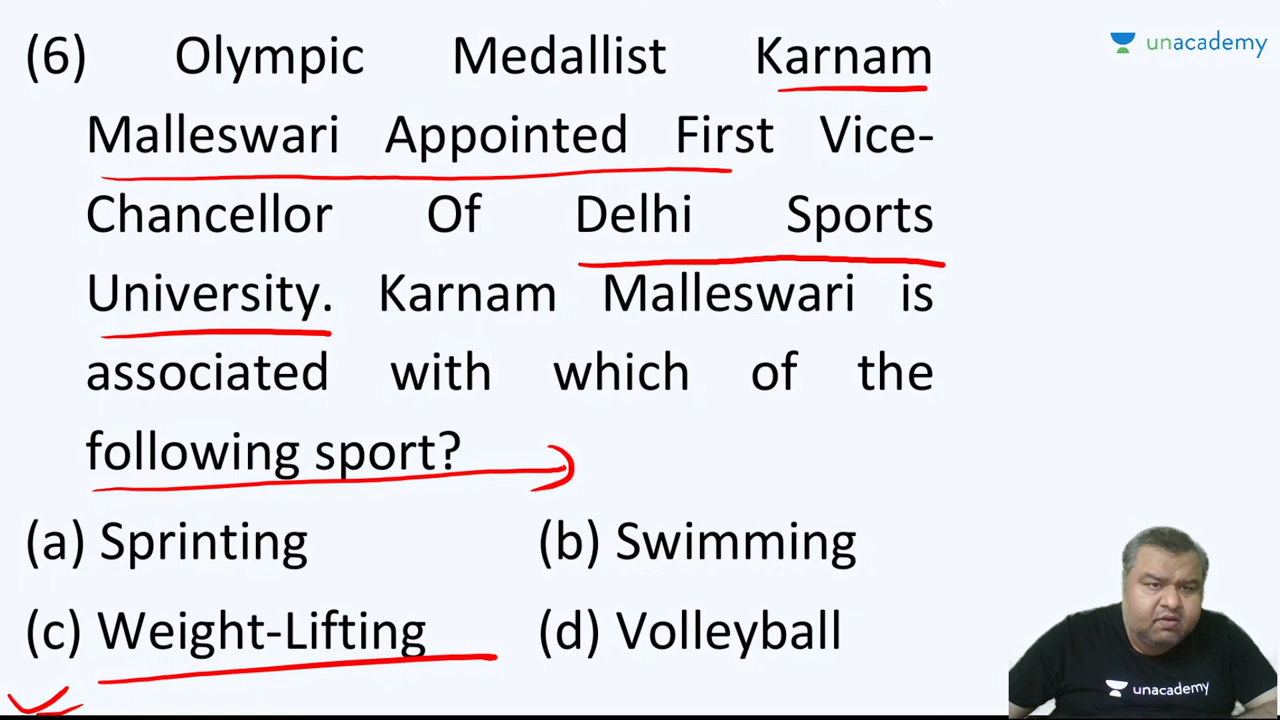 (6) Olympic Medallist Karnam
Malleswari Appointed First Vice-
Chancellor Of Delhi Sports
University. Karnam Malleswari is
associated with which of the
following sport?
(a) Sprinting (b) Swimming
(c) Weight-Lifting (d) Volleyball
unacademy
unacademy